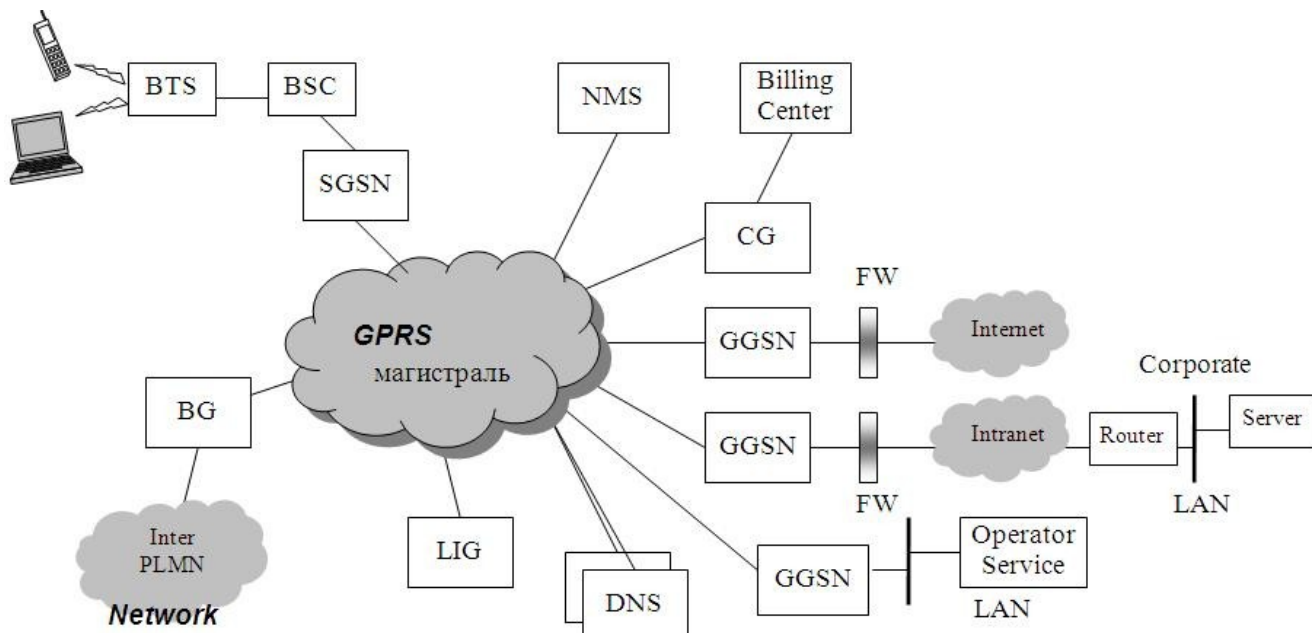 BTS
BSC
NMS
Billing
Center
SGSN
CG
FW
GPRS
магистраль
GGSN
Internet
Corporate
BG
GGSN
Intranet
Router
Server
FW
LAN
Inter
PLMN
Network
LIG
DNS
GGSN
Operator
Service
LAN